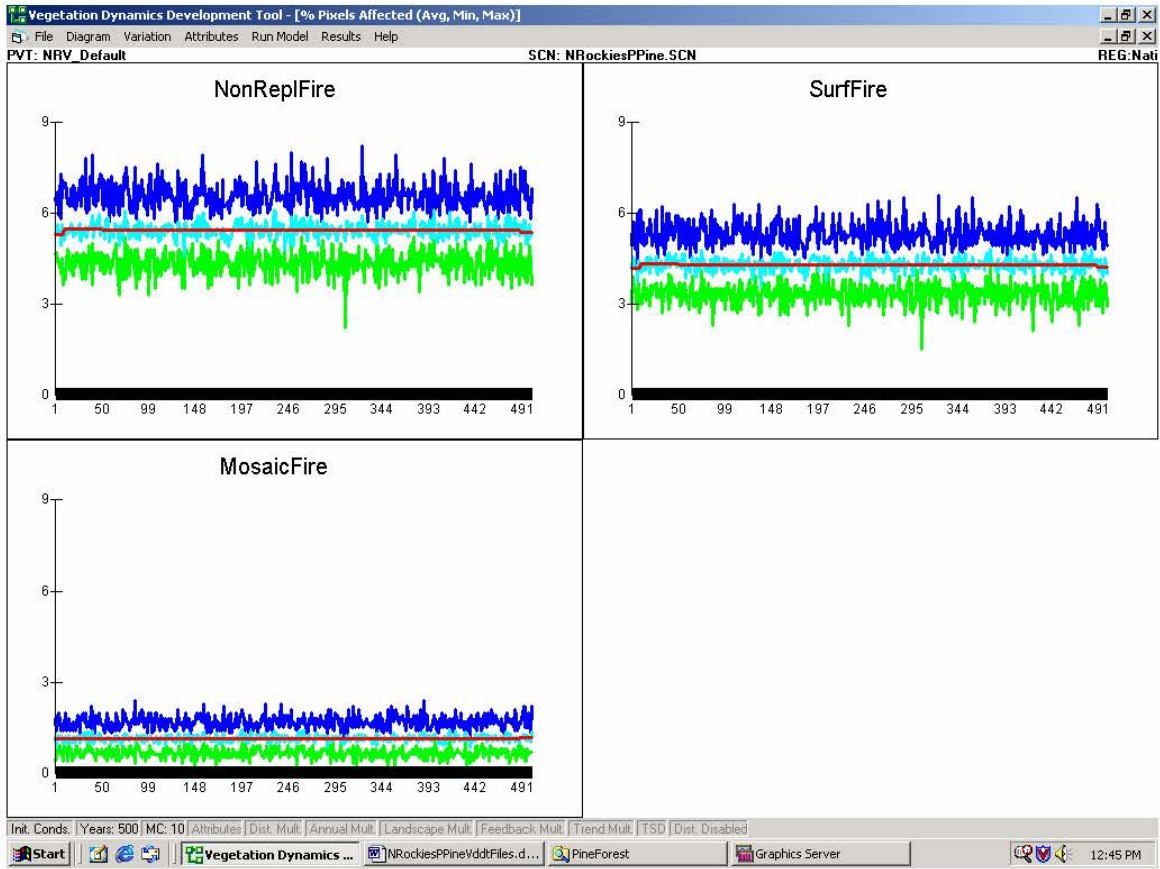 Vegetation Dynamics Development Tool - [% Pixels Affected (Avg, Min, Max)]
File Diagram Variation Attributes Run Model Results Help
PVT: NRV_Default SCN: NRockiesPPine.SCN REG:Nati
NonReplFire
9
6
3
0
1 50 99 148 197 246 295 344 393 442 491
SurfFire
9
6
3
0
1 50 99 148 197 246 295 344 393 442 491
MosaicFire
9
6
3
0
1 50 99 148 197 246 295 344 393 442 491
Init. Conds. Years: 500 MC: 10 Attributes Dist. Mult. Annual Mult. Landscape Mult. Feedback Mult. Trend Mult. TSD Dist. Disabled
Start Vegetation Dynamics ... NRockiesPPineVddtFiles.d... PineForest Graphics Server 12:45 PM